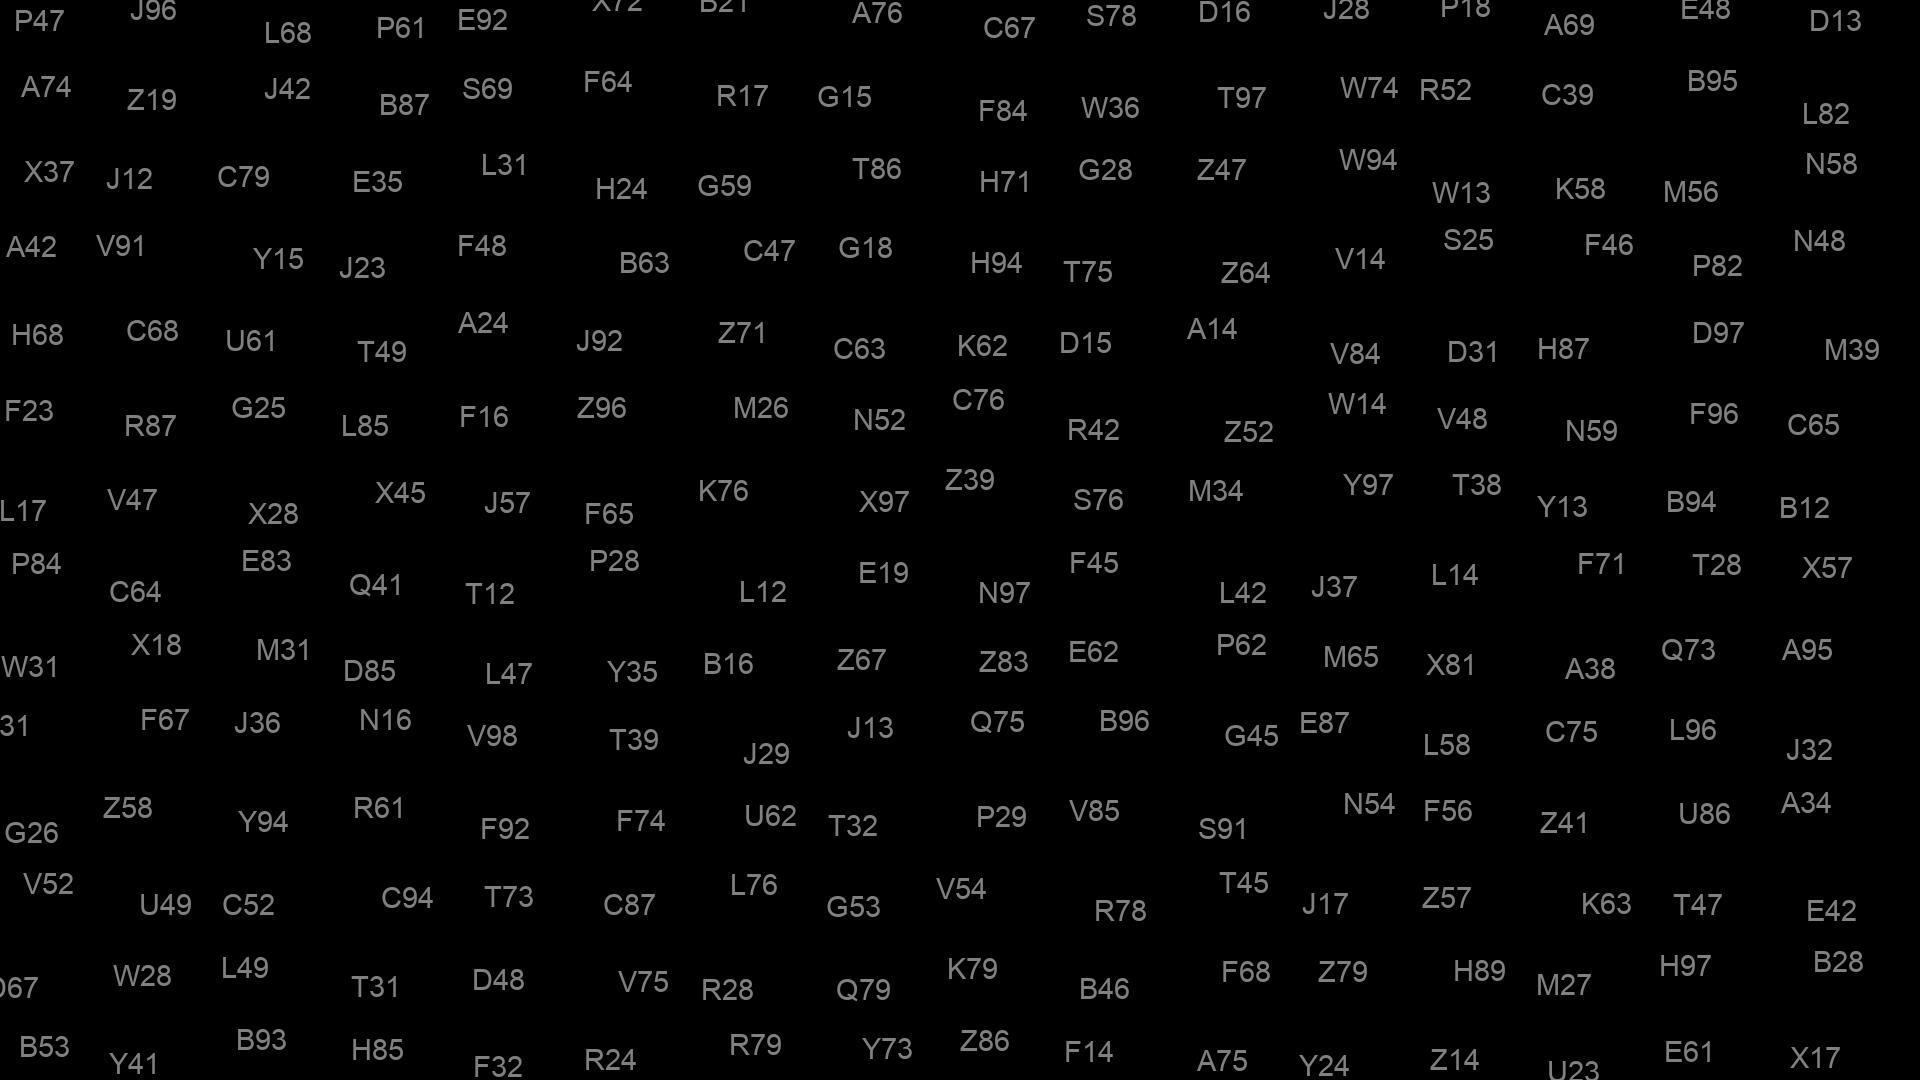 P47 J96 L68 P61 E92 X72 B21 A76 C67 S78 D16 J28 P18 A69 E48 D13
A74 Z19 J42 B87 S69 F64 R17 G15 F84 W36 T97 W74 R52 C39 B95 L82
X37 J12 C79 E35 L31 H24 G59 T86 H71 G28 Z47 W94 W13 K58 M56 N58
A42 V91 Y15 J23 F48 B63 C47 G18 H94 T75 Z64 V14 S25 F46 P82 N48
H68 C68 U61 T49 A24 J92 Z71 C63 K62 D15 A14 V84 D31 H87 D97 M39
F23 R87 G25 L85 F16 Z96 M26 N52 C76 R42 Z52 W14 V48 N59 F96 C65
L17 V47 X28 X45 J57 F65 K76 X97 Z39 S76 M34 Y97 T38 Y13 B94 B12
P84 C64 E83 Q41 T12 P28 L12 E19 N97 F45 L42 J37 L14 F71 T28 X57
W31 X18 M31 D85 L47 Y35 B16 Z67 Z83 E62 P62 M65 X81 A38 Q73 A95
31 F67 J36 N16 V98 T39 J29 J13 Q75 B96 G45 E87 L58 C75 L96 J32
G26 Z58 Y94 R61 F92 F74 U62 T32 P29 V85 S91 N54 F56 Z41 U86 A34
V52 U49 C52 C94 T73 C87 L76 G53 V54 R78 T45 J17 Z57 K63 T47 E42
67 W28 L49 T31 D48 V75 R28 Q79 K79 B46 F68 Z79 H89 M27 H97 B28
B53 Y41 B93 H85 F32 R24 R79 Y73 Z86 F14 A75 Y24 Z14 U23 E61 X17